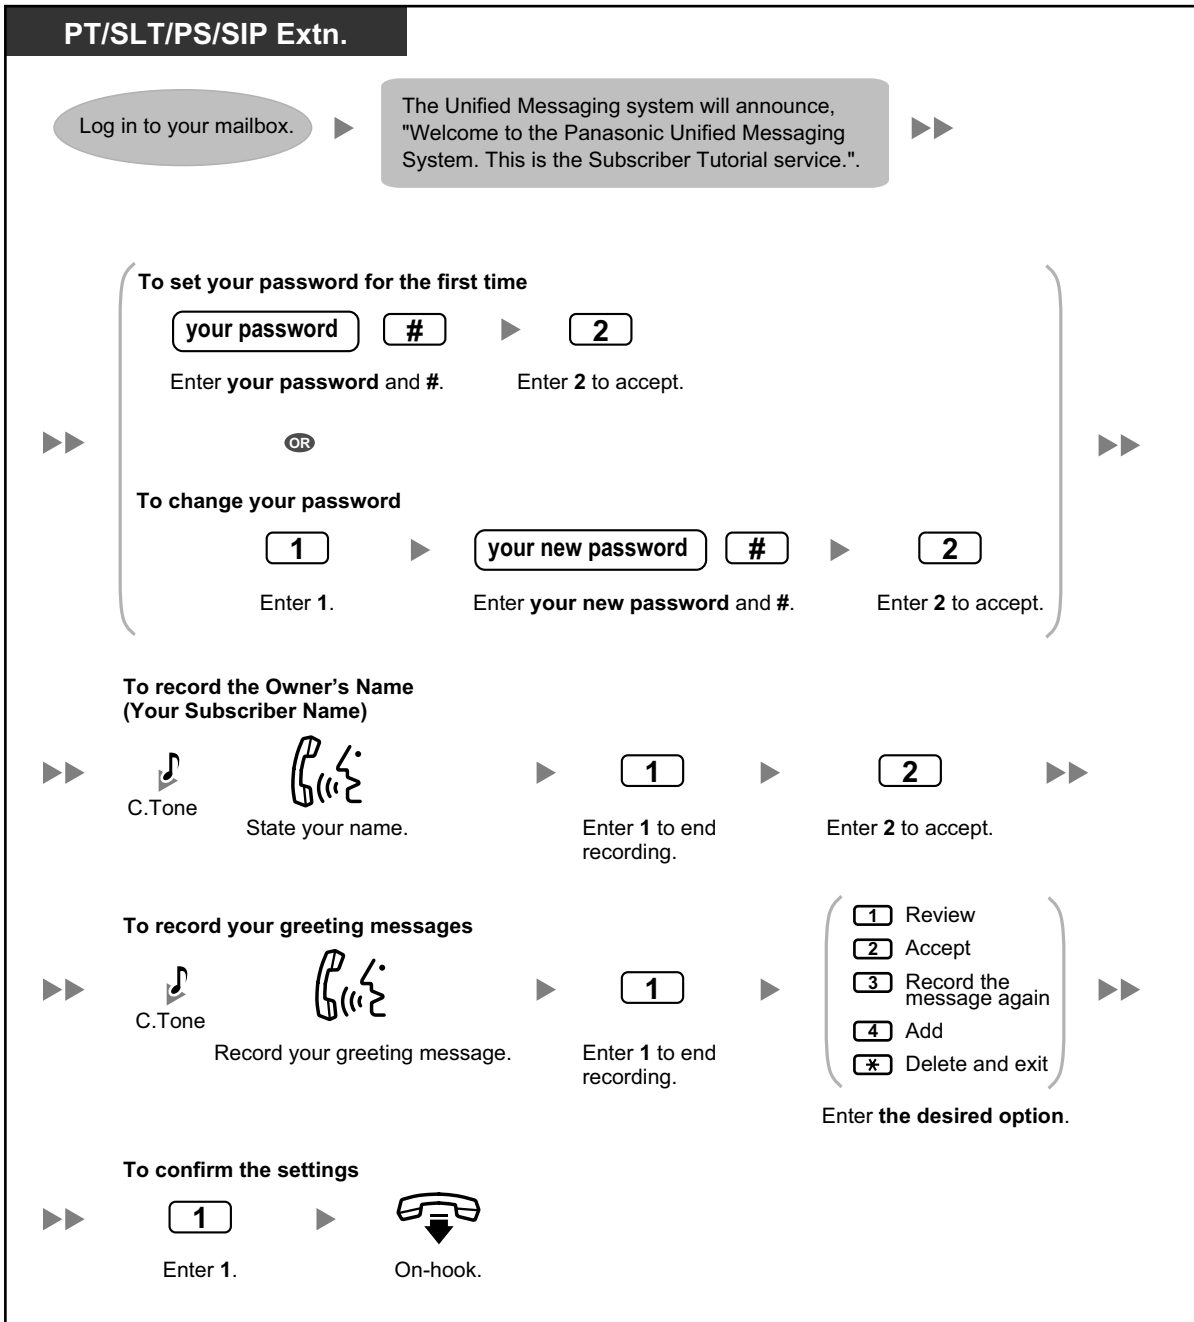 PT/SLT/PS/SIP Extn.
Log in to your mailbox.
The Unified Messaging system will announce,
"Welcome to the Panasonic Unified Messaging
System. This is the Subscriber Tutorial service.".
To set your password for the first time
your password # 2
Enter your password and #. Enter 2 to accept.
OR
To change your password
1 your new password # 2
Enter 1. Enter your new password and #. Enter 2 to accept.
To record the Owner's Name
(Your Subscriber Name)
1 2
C.Tone
State your name.
Enter 1 to end
recording.
Enter 2 to accept.
To record your greeting messages
C.Tone
Record your greeting message.
1
Enter 1 to end
recording.
1 Review
2 Accept
3 Record the
message again
4 Add
* Delete and exit
Enter the desired option.
To confirm the settings
1
Enter 1. On-hook.